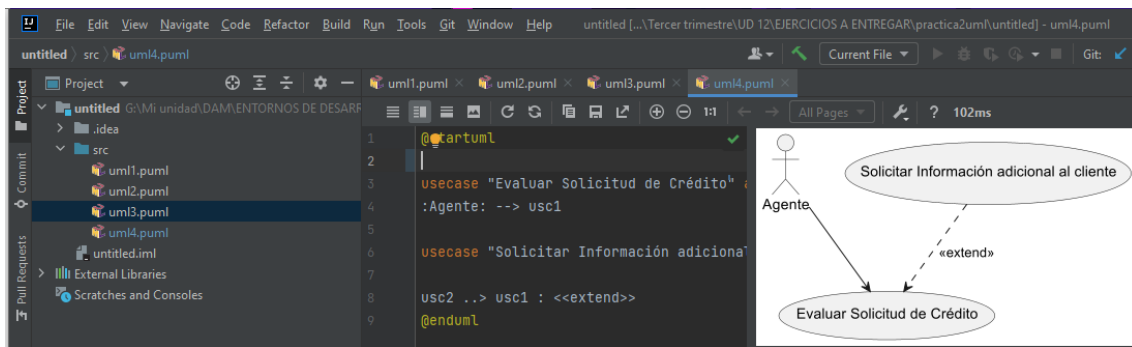 File Edit View Navigate Code Refactor Build Run Tools Git Window Help untitled [...\Tercer trimestre\UD 12\EJERCICIOS A ENTREGAR\practica2uml\untitled] - uml4.puml
untitled > src > uml4.puml Current File Git:
Project uml1.puml uml2.puml uml3.puml uml4.puml
untitled G:\Mi unidad\DAM\ENTORNOS DE DESARR
All Pages ? 102ms
1:1
.idea
src
uml1.puml
uml2.puml
uml3.puml
uml4.puml
untitled.iml
External Libraries
Scratches and Consoles
Project
Commit
Pull Requests
1 @startuml
2
3 usecase "Evaluar Solicitud de Crédito" a
4 :Agente: --> usc1
5
6 usecase "Solicitar Información adicional
7
8 usc2 ..> usc1 : <<extend>>
9 @enduml
Solicitar Información adicional al cliente
Agente
«extend»
Evaluar Solicitud de Crédito